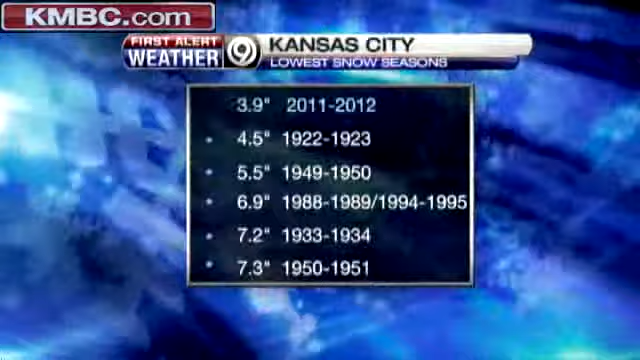 KMBC.com
FIRST ALERT
WEATHER
9
KANSAS CITY
LOWEST SNOW SEASONS
3.9" 2011-2012
• 4.5" 1922-1923
• 5.5" 1949-1950
• 6.9" 1988-1989/1994-1995
• 7.2" 1933-1934
• 7.3" 1950-1951